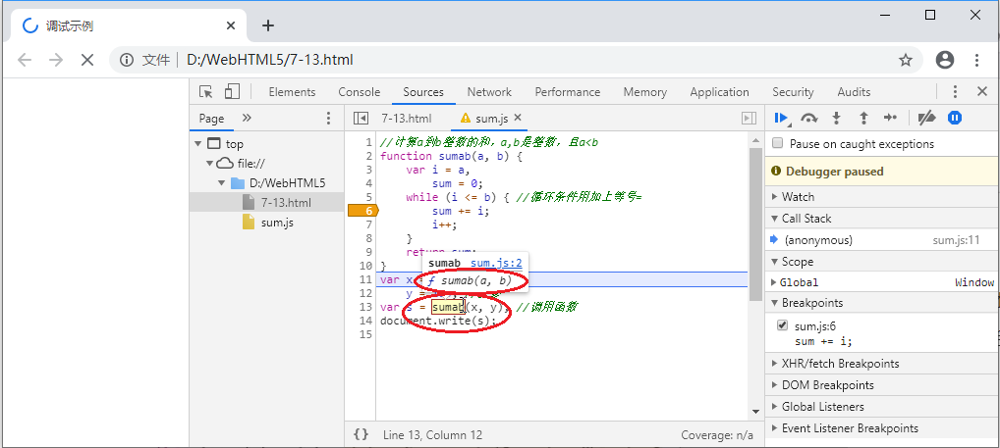 调试示例
文件 D:/WebHTML5/7-13.html
Elements Console Sources Network Performance Memory Application Security Audits
Page »
top
file://
D:/WebHTML5
7-13.html
sum.js
7-13.html sum.js
1 //计算a到b整数的和，a,b是整数，且a<b
2 function sumab(a, b) {
3 var i = a,
4 sum = 0;
5 while (i <= b) { //循环条件用加上等号=
6 sum += i;
7 i++;
8 }
9 return sum;
10 }
sumab sum.js:2
ƒ sumab(a, b)
11 var x
12 y =
13 var s = sumab(x, y); //调用函数
14 document.write(s);
15
{} Line 13, Column 12 Coverage: n/a
Pause on caught exceptions
Debugger paused
Watch
Call Stack
(anonymous) sum.js:11
Scope
Global Window
Breakpoints
sum.js:6
sum += i;
XHR/fetch Breakpoints
DOM Breakpoints
Global Listeners
Event Listener Breakpoints